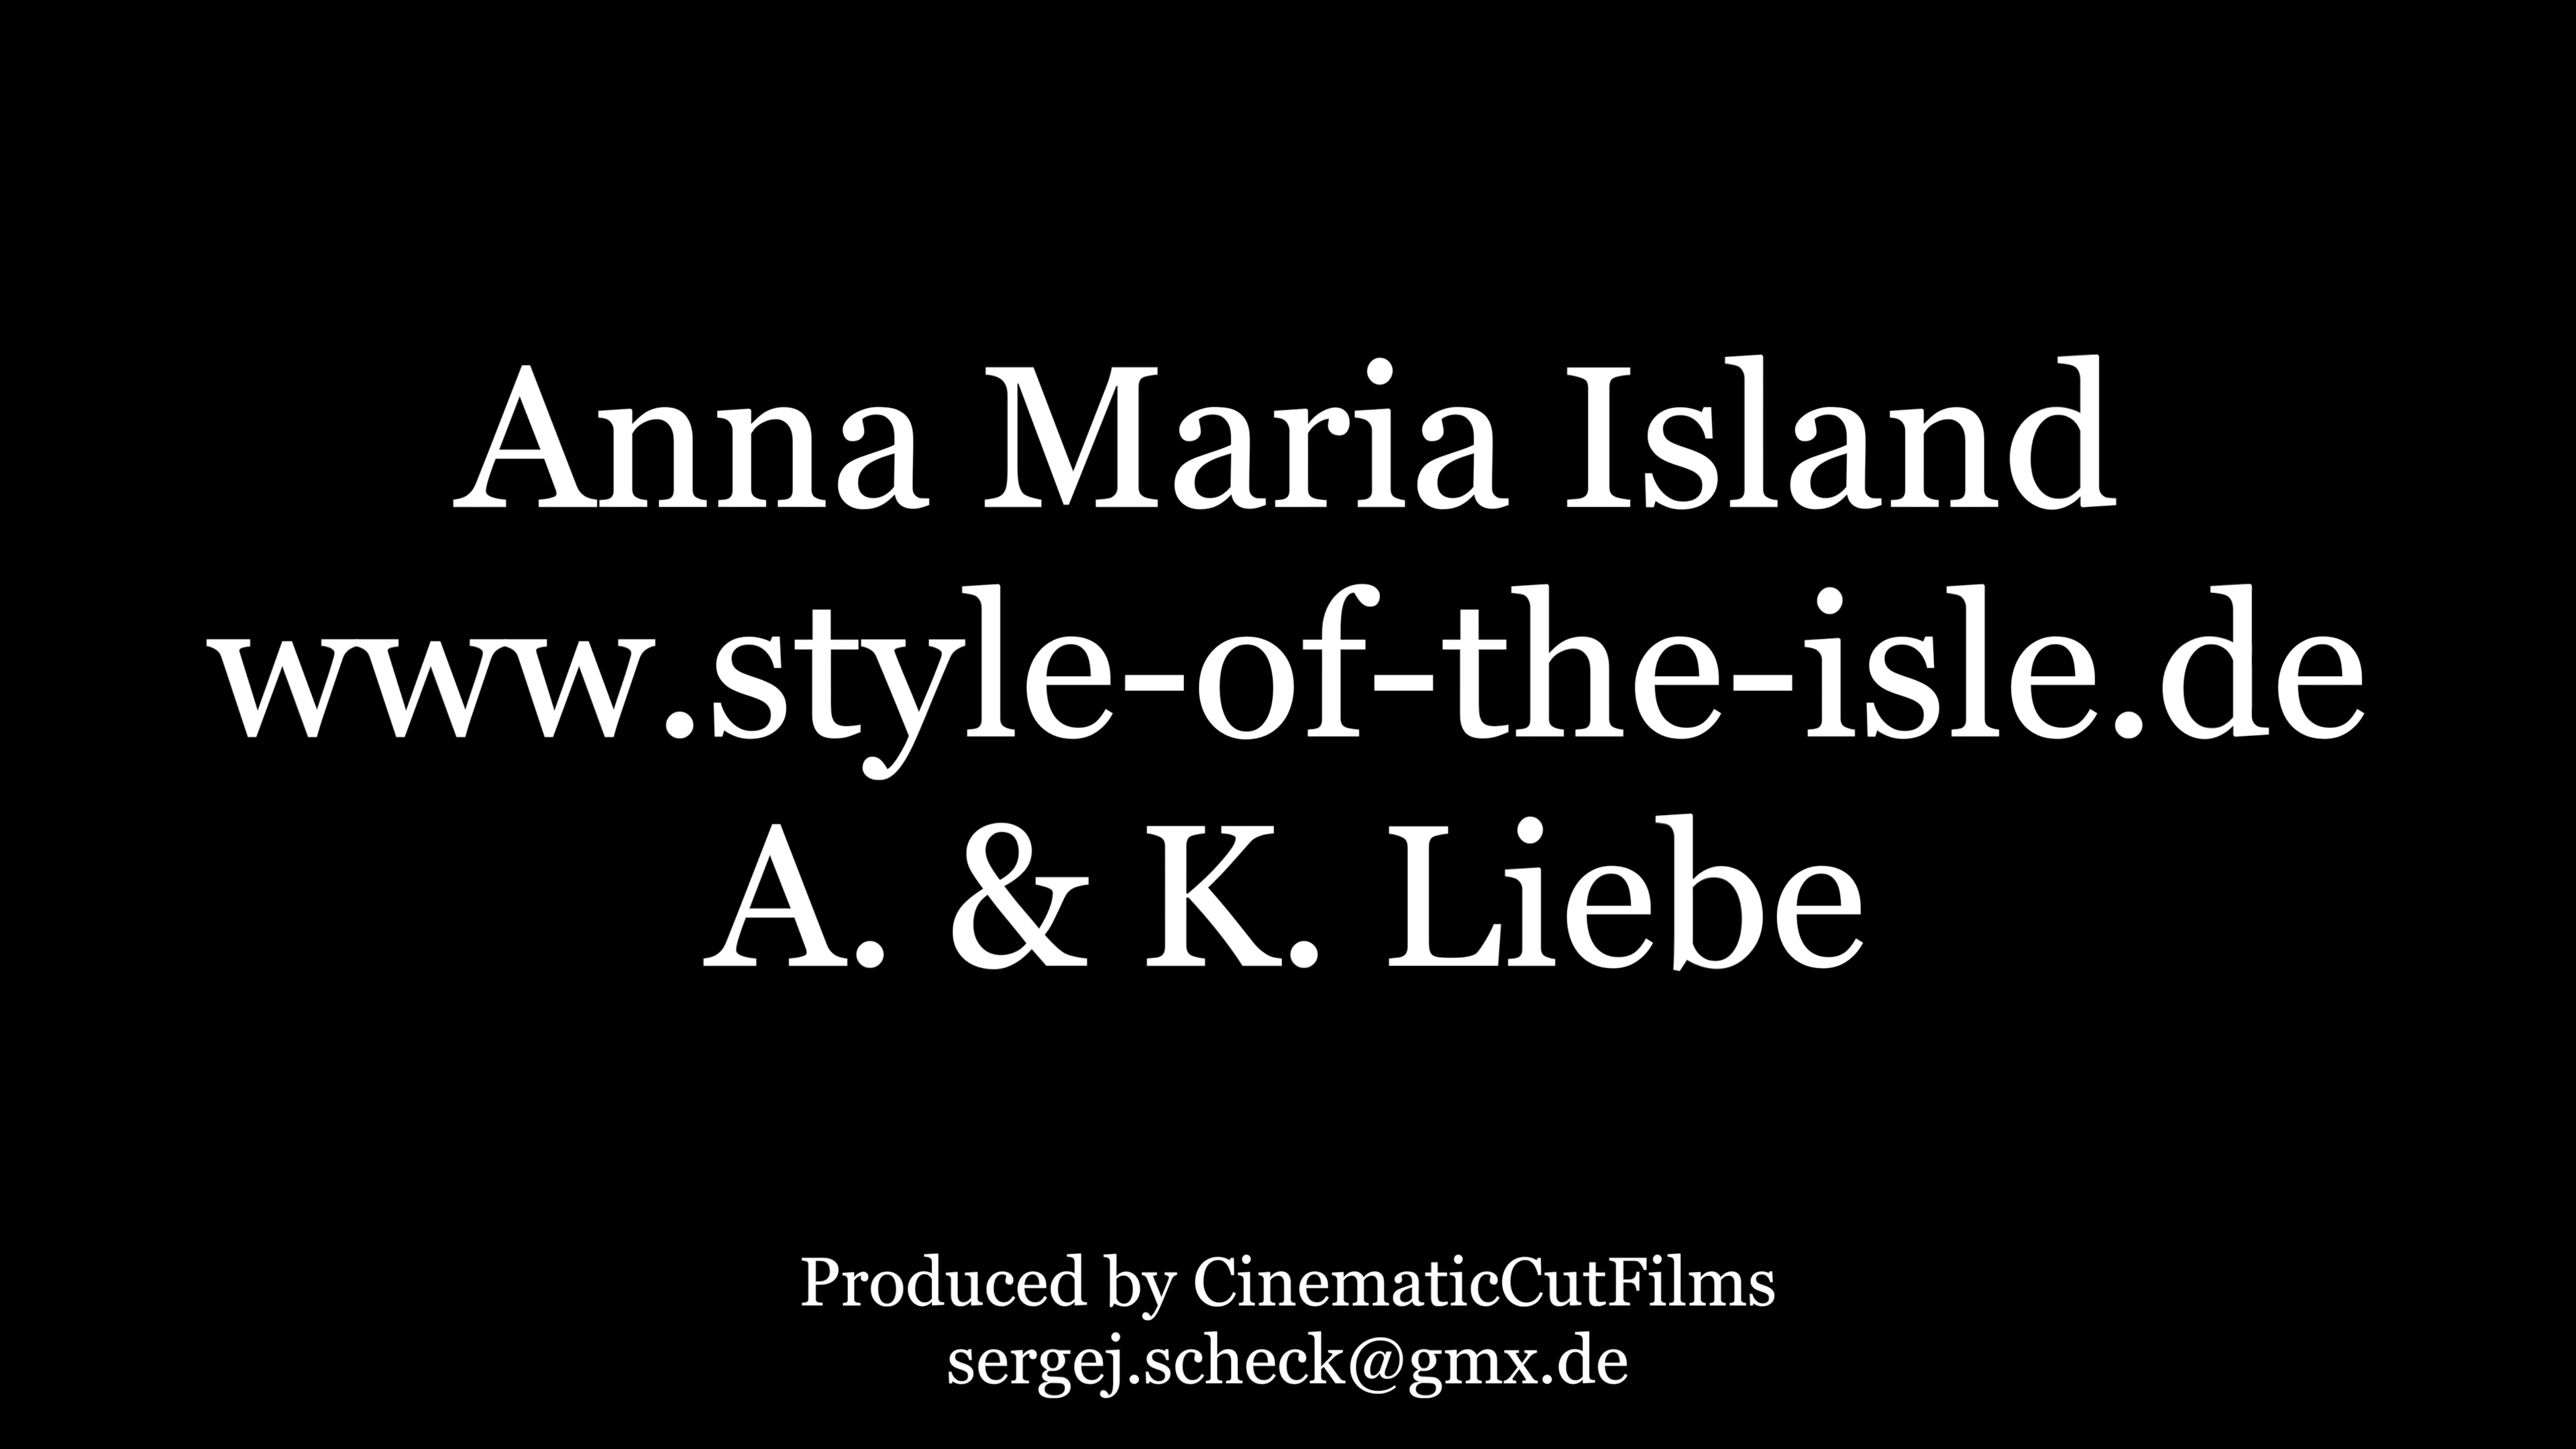 Anna Maria Island
www.style-of-the-isle.de
A. & K. Liebe
Produced by CinematicCutFilms
sergej.scheck@gmx.de